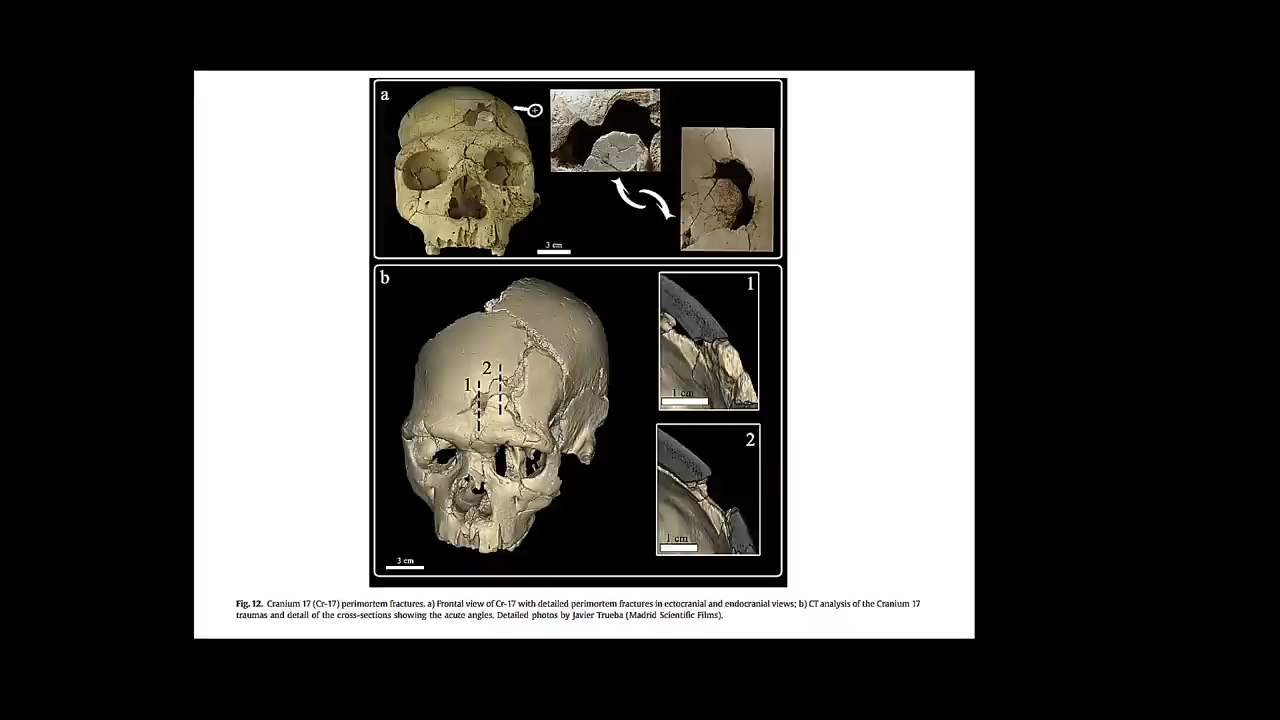 a
3 cm
b
1
2
1
1 cm
2
1 cm
3 cm
Fig. 12. Cranium 17 (Cr-17) perimortem fractures. a) Frontal view of Cr-17 with detailed perimortem fractures in ectocranial and endocranial views; b) CT analysis of the Cranium 17
traumas and detail of the cross-sections showing the acute angles. Detailed photos by Javier Trueba (Madrid Scientific Films).